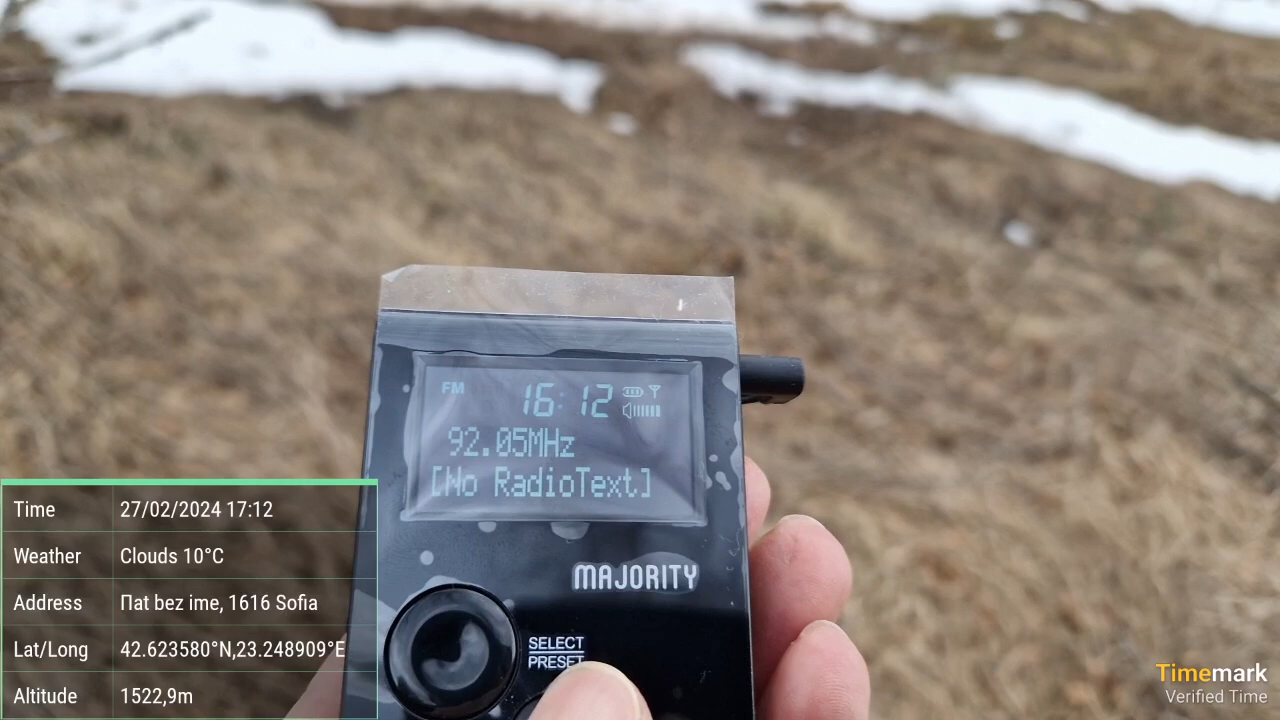 FM 16:12
92.05MHz
[No RadioText]
MAJORITY
SELECT
PRESET
Time 27/02/2024 17:12
Weather Clouds 10°C
Address Пat bez ime, 1616 Sofia
Lat/Long 42.623580°N,23.248909°E
Altitude 1522,9m
Timemark
Verified Time